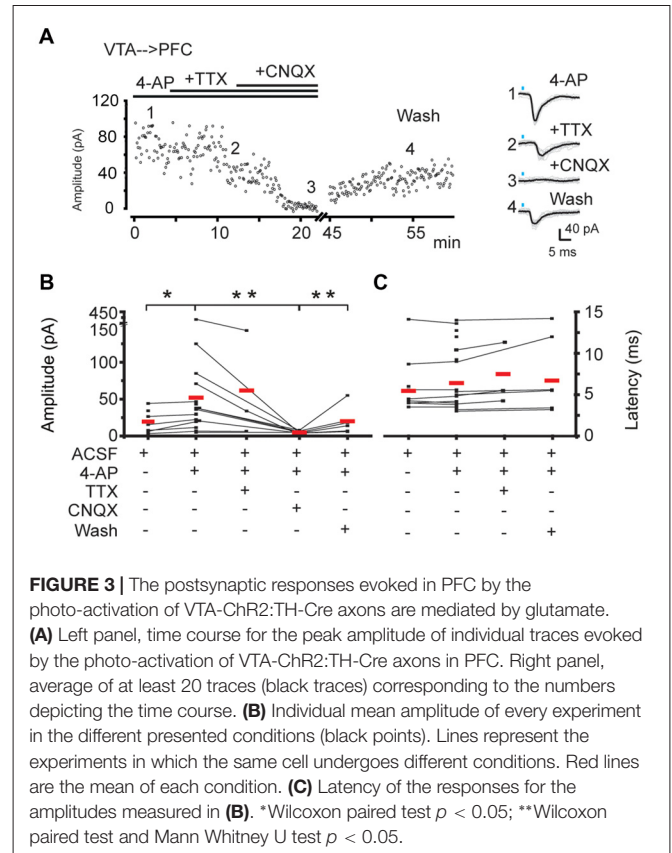 A
VTA-->PFC
+CNQX
4-AP +TTX
120
80
40
0
Amplitude (pA)
1
2
3
4
Wash
0 10 20 45 55 min
4-AP
1
+TTX
2
+CNQX
3
Wash
4
40 pA
5 ms
B
* ** **
450
150
100
50
0
Amplitude (pA)
C
15
10
5
0
Latency (ms)
ACSF + + + + + + + + +
4-AP - + + + + - + + +
TTX - - + - - - - + -
CNQX - - - + - - - - -
Wash - - - - + - - - +
FIGURE 3 | The postsynaptic responses evoked in PFC by the
photo-activation of VTA-ChR2:TH-Cre axons are mediated by glutamate.
(A) Left panel, time course for the peak amplitude of individual traces evoked
by the photo-activation of VTA-ChR2:TH-Cre axons in PFC. Right panel,
average of at least 20 traces (black traces) corresponding to the numbers
depicting the time course. (B) Individual mean amplitude of every experiment
in the different presented conditions (black points). Lines represent the
experiments in which the same cell undergoes different conditions. Red lines
are the mean of each condition. (C) Latency of the responses for the
amplitudes measured in (B). *Wilcoxon paired test p < 0.05; **Wilcoxon
paired test and Mann Whitney U test p < 0.05.